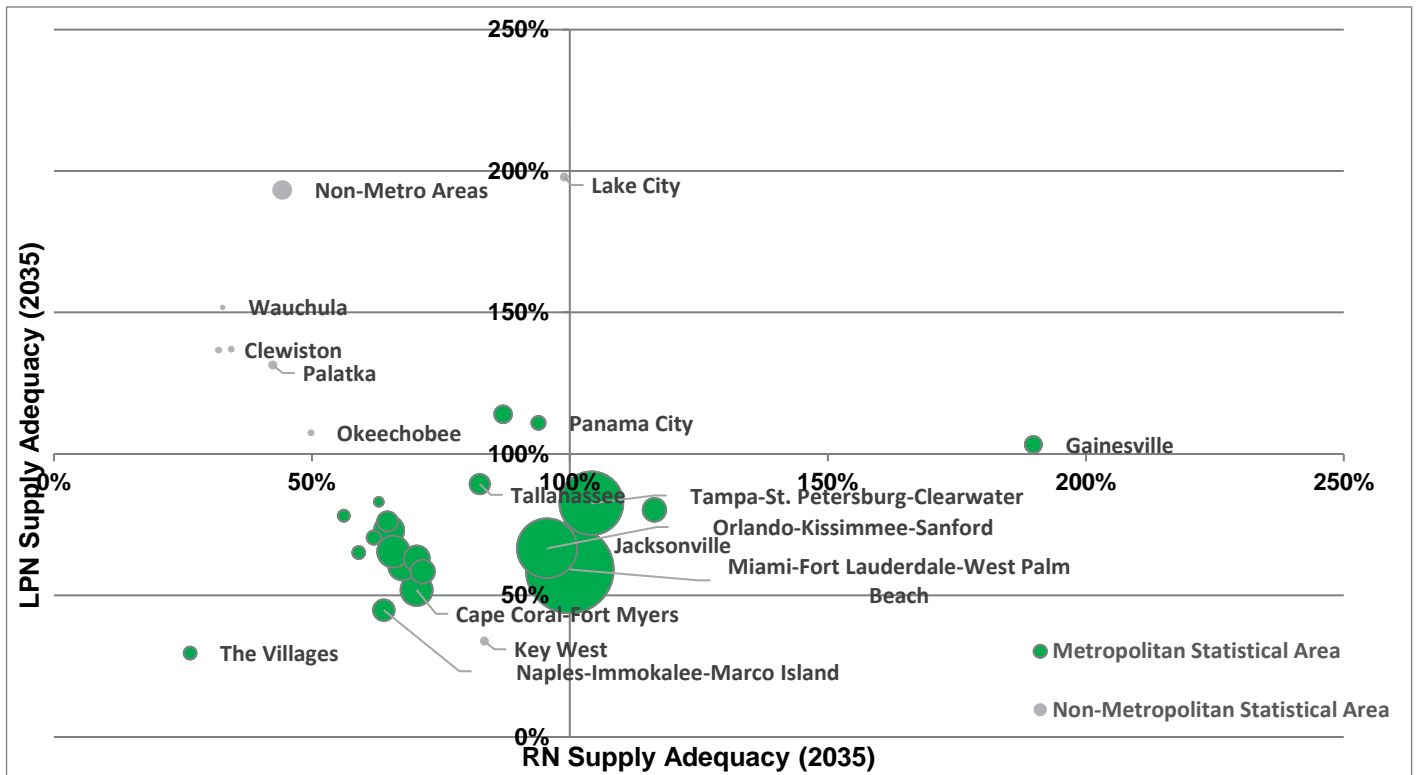 250%
200%
Lake City
Non-Metro Areas
150%
Wauchula
Clewiston
Palatka
Okeechobee
Panama City
Gainesville
100%
0%
50%
100%
150%
200%
250%
Tallahassee
Tampa-St. Petersburg-Clearwater
Orlando-Kissimmee-Sanford
Jacksonville
Miami-Fort Lauderdale-West Palm
Beach
50%
Cape Coral-Fort Myers
The Villages
Key West
Naples-Immokalee-Marco Island
Metropolitan Statistical Area
Non-Metropolitan Statistical Area
0%
RN Supply Adequacy (2035)
LPN Supply Adequacy (2035)